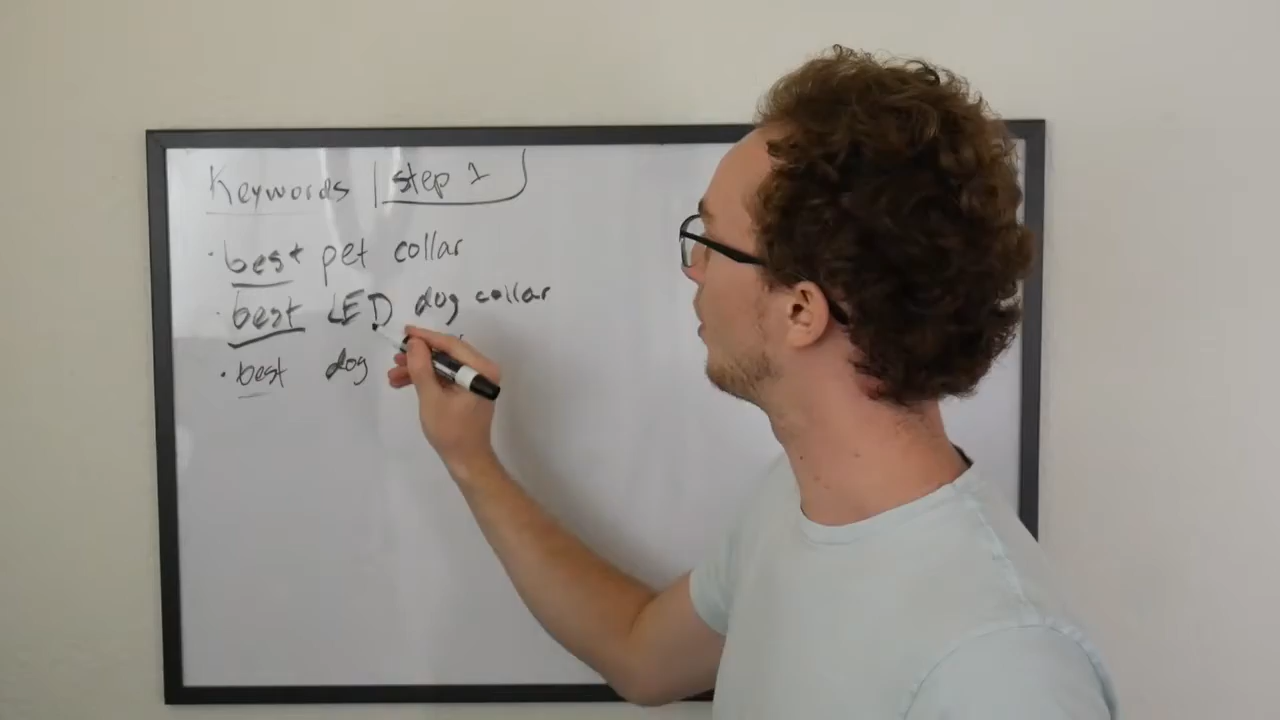 Keywords | step 1
· best pet collar
· best LED dog collar
· best dog